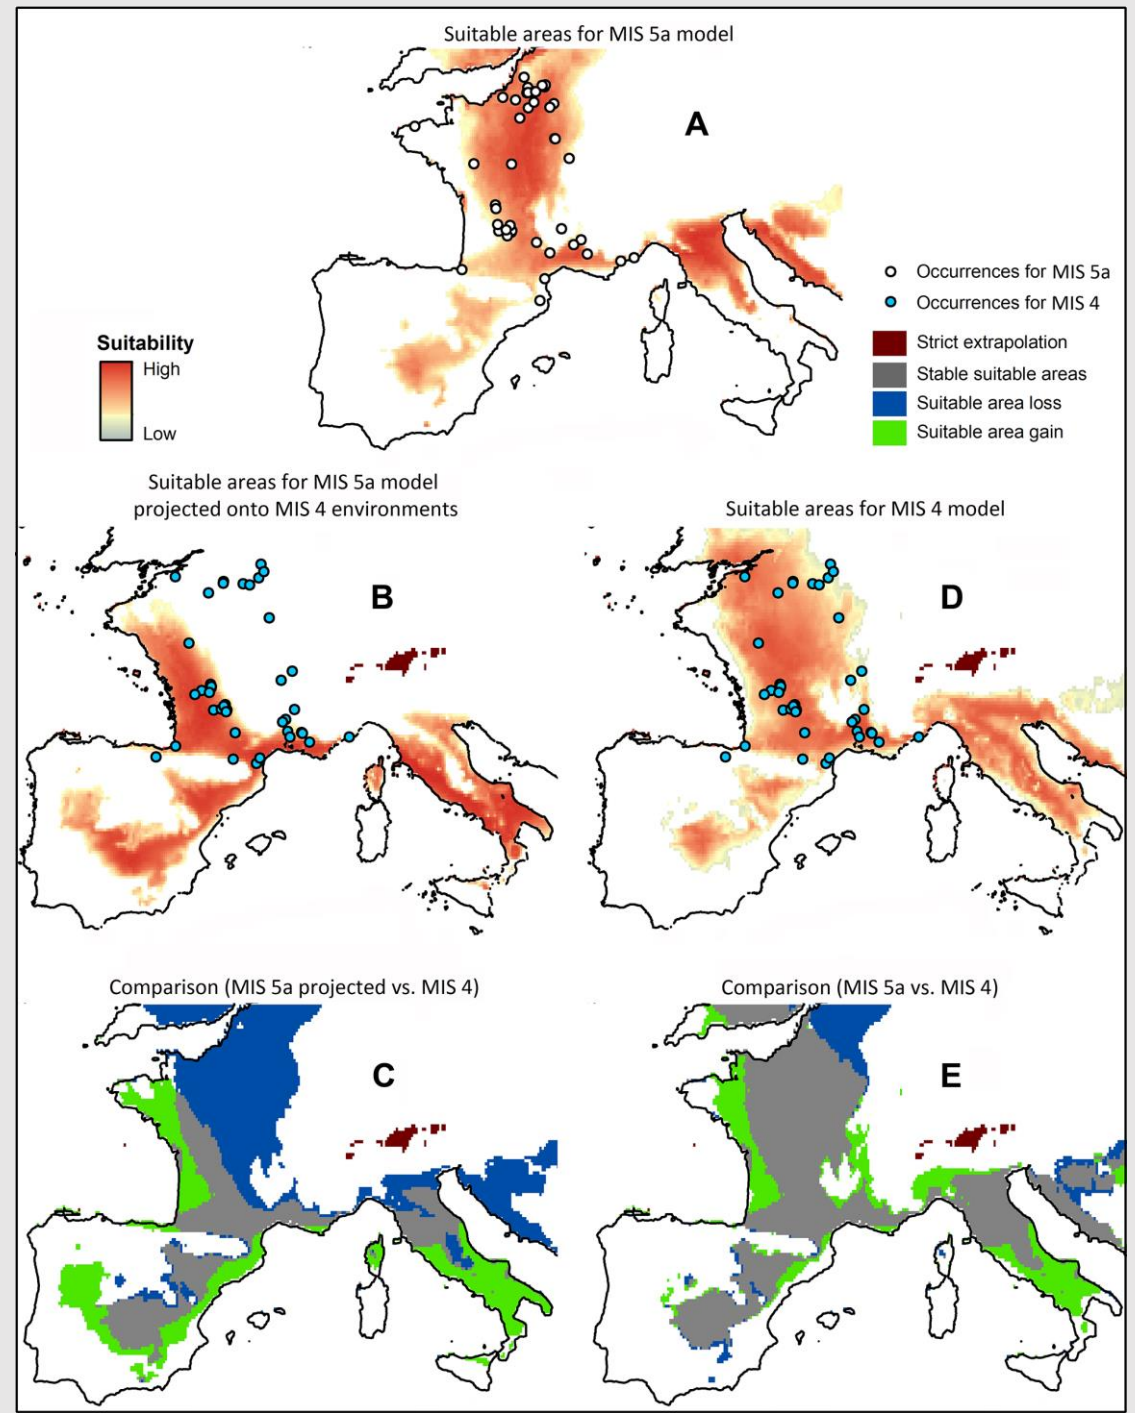 Suitable areas for MIS 5a model
A
Occurrences for MIS 5a
Occurrences for MIS 4
Strict extrapolation
Stable suitable areas
Suitable area loss
Suitable area gain
Suitability
High
Low
Suitable areas for MIS 5a model
projected onto MIS 4 environments
B
Suitable areas for MIS 4 model
D
Comparison (MIS 5a projected vs. MIS 4)
C
Comparison (MIS 5a vs. MIS 4)
E